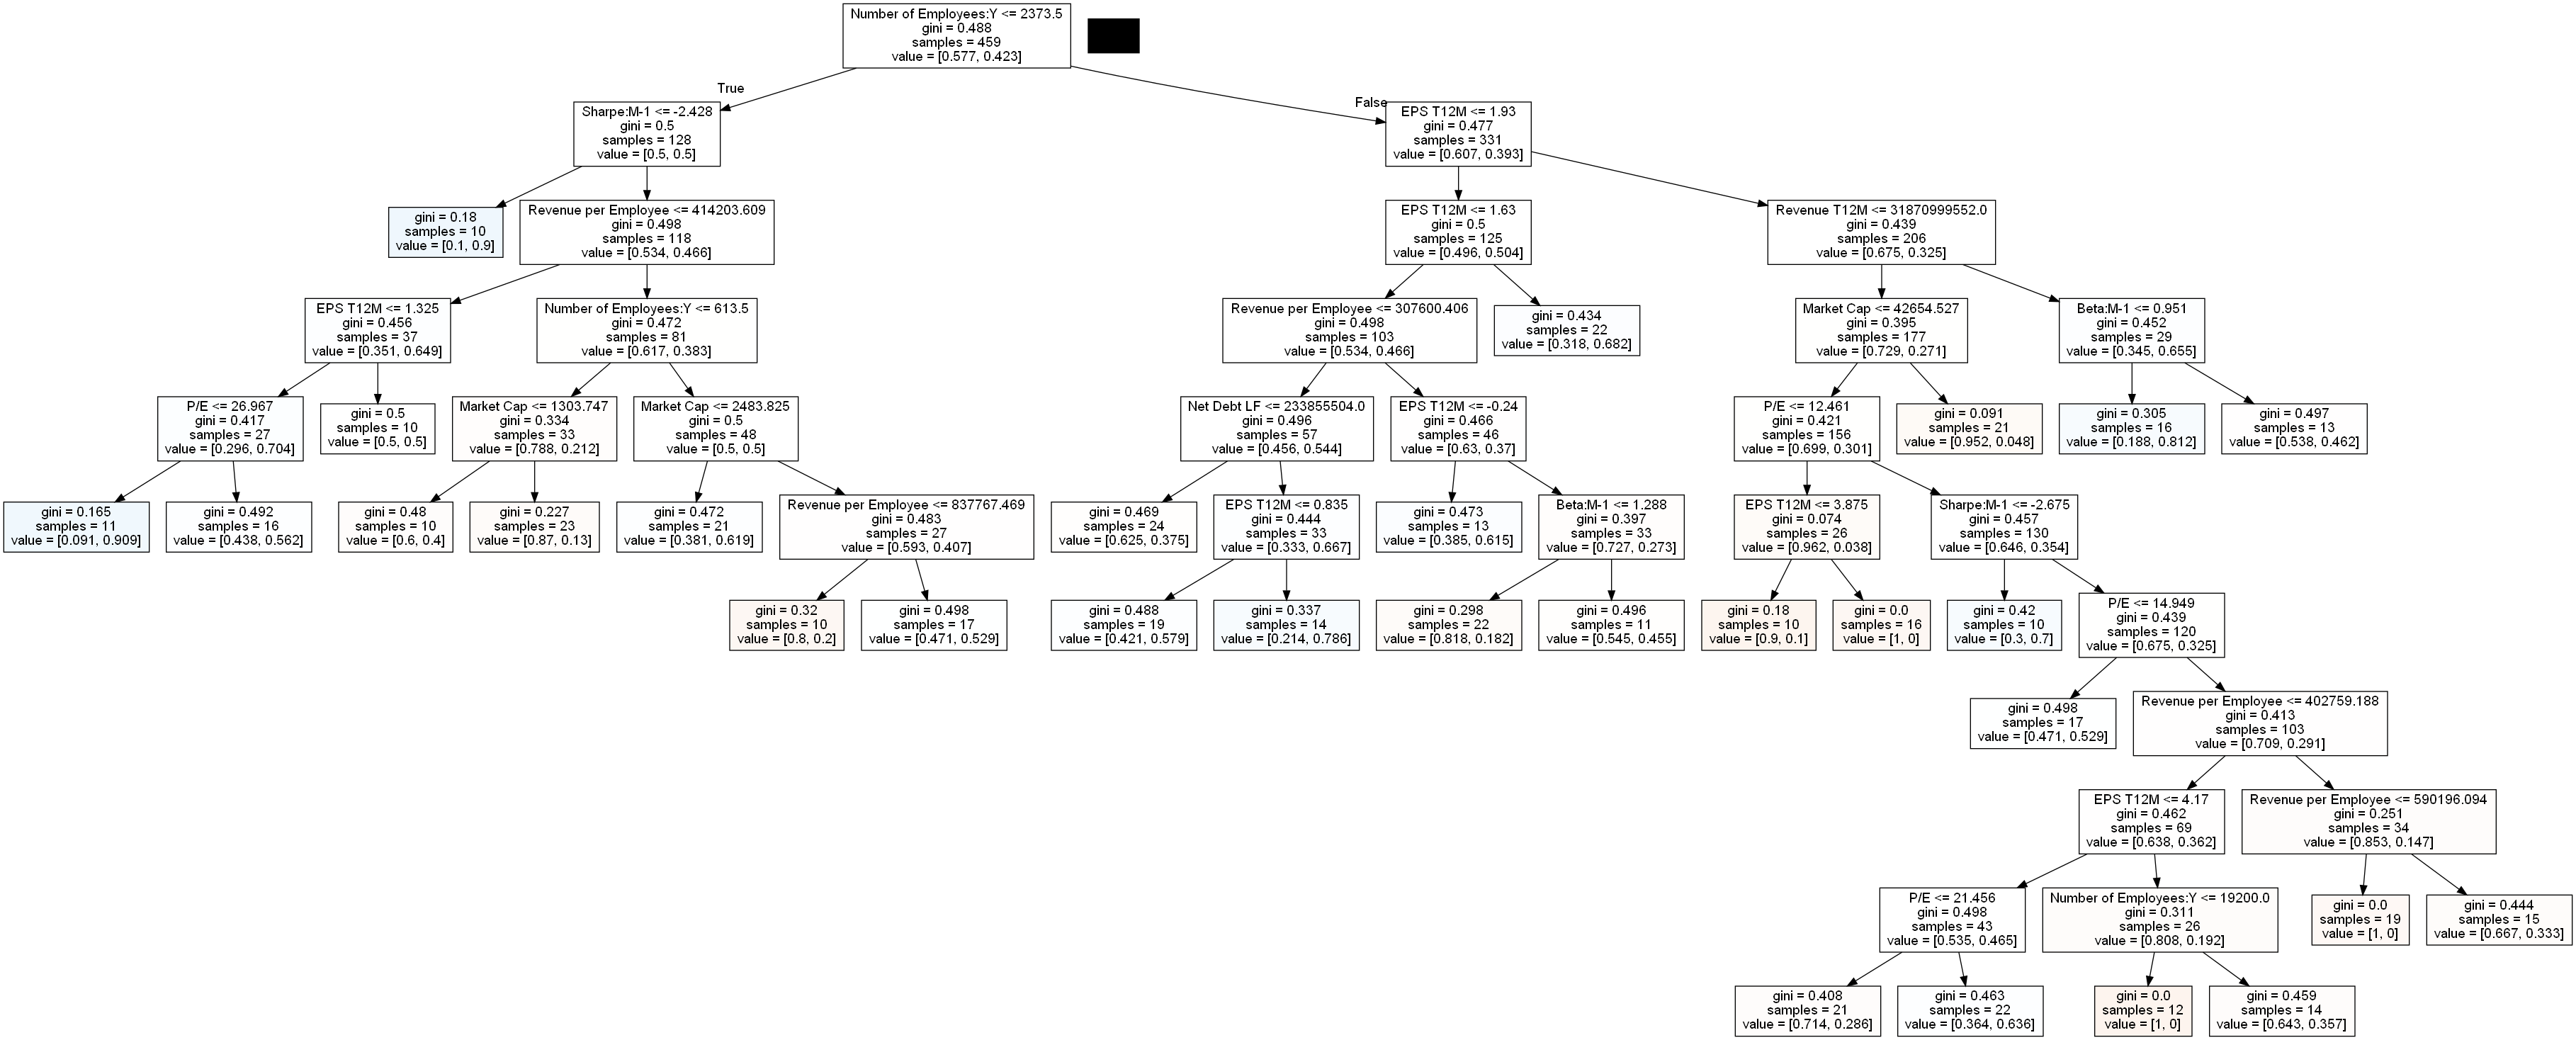 Number of Employees:Y <= 2373.5
gini = 0.488
samples = 459
value = [0.577, 0.423]
True
False
Sharpe:M-1 <= -2.428
gini = 0.5
samples = 128
value = [0.5, 0.5]
EPS T12M <= 1.93
gini = 0.477
samples = 331
value = [0.607, 0.393]
gini = 0.18
samples = 10
value = [0.1, 0.9]
Revenue per Employee <= 414203.609
gini = 0.498
samples = 118
value = [0.534, 0.466]
EPS T12M <= 1.63
gini = 0.5
samples = 125
value = [0.496, 0.504]
Revenue T12M <= 31870999552.0
gini = 0.439
samples = 206
value = [0.675, 0.325]
EPS T12M <= 1.325
gini = 0.456
samples = 37
value = [0.351, 0.649]
Number of Employees:Y <= 613.5
gini = 0.472
samples = 81
value = [0.617, 0.383]
Revenue per Employee <= 307600.406
gini = 0.498
samples = 103
value = [0.534, 0.466]
gini = 0.434
samples = 22
value = [0.318, 0.682]
Market Cap <= 42654.527
gini = 0.395
samples = 177
value = [0.729, 0.271]
Beta:M-1 <= 0.951
gini = 0.452
samples = 29
value = [0.345, 0.655]
P/E <= 26.967
gini = 0.417
samples = 27
value = [0.296, 0.704]
gini = 0.5
samples = 10
value = [0.5, 0.5]
Market Cap <= 1303.747
gini = 0.334
samples = 33
value = [0.788, 0.212]
Market Cap <= 2483.825
gini = 0.5
samples = 48
value = [0.5, 0.5]
Net Debt LF <= 233855504.0
gini = 0.496
samples = 57
value = [0.456, 0.544]
EPS T12M <= -0.24
gini = 0.466
samples = 46
value = [0.63, 0.37]
P/E <= 12.461
gini = 0.421
samples = 156
value = [0.699, 0.301]
gini = 0.091
samples = 21
value = [0.952, 0.048]
gini = 0.305
samples = 16
value = [0.188, 0.812]
gini = 0.497
samples = 13
value = [0.538, 0.462]
gini = 0.165
samples = 11
value = [0.091, 0.909]
gini = 0.492
samples = 16
value = [0.438, 0.562]
gini = 0.48
samples = 10
value = [0.6, 0.4]
gini = 0.227
samples = 23
value = [0.87, 0.13]
gini = 0.472
samples = 21
value = [0.381, 0.619]
Revenue per Employee <= 837767.469
gini = 0.483
samples = 27
value = [0.593, 0.407]
gini = 0.469
samples = 24
value = [0.625, 0.375]
EPS T12M <= 0.835
gini = 0.444
samples = 33
value = [0.333, 0.667]
gini = 0.473
samples = 13
value = [0.385, 0.615]
Beta:M-1 <= 1.288
gini = 0.397
samples = 33
value = [0.727, 0.273]
EPS T12M <= 3.875
gini = 0.074
samples = 26
value = [0.962, 0.038]
Sharpe:M-1 <= -2.675
gini = 0.457
samples = 130
value = [0.646, 0.354]
gini = 0.32
samples = 10
value = [0.8, 0.2]
gini = 0.498
samples = 17
value = [0.471, 0.529]
gini = 0.488
samples = 19
value = [0.421, 0.579]
gini = 0.337
samples = 14
value = [0.214, 0.786]
gini = 0.298
samples = 22
value = [0.818, 0.182]
gini = 0.496
samples = 11
value = [0.545, 0.455]
gini = 0.18
samples = 10
value = [0.9, 0.1]
gini = 0.0
samples = 16
value = [1, 0]
gini = 0.42
samples = 10
value = [0.3, 0.7]
P/E <= 14.949
gini = 0.439
samples = 120
value = [0.675, 0.325]
gini = 0.498
samples = 17
value = [0.471, 0.529]
Revenue per Employee <= 402759.188
gini = 0.413
samples = 103
value = [0.709, 0.291]
EPS T12M <= 4.17
gini = 0.462
samples = 69
value = [0.638, 0.362]
Revenue per Employee <= 590196.094
gini = 0.251
samples = 34
value = [0.853, 0.147]
P/E <= 21.456
gini = 0.498
samples = 43
value = [0.535, 0.465]
Number of Employees:Y <= 19200.0
gini = 0.311
samples = 26
value = [0.808, 0.192]
gini = 0.0
samples = 19
value = [1, 0]
gini = 0.444
samples = 15
value = [0.667, 0.333]
gini = 0.408
samples = 21
value = [0.714, 0.286]
gini = 0.463
samples = 22
value = [0.364, 0.636]
gini = 0.0
samples = 12
value = [1, 0]
gini = 0.459
samples = 14
value = [0.643, 0.357]